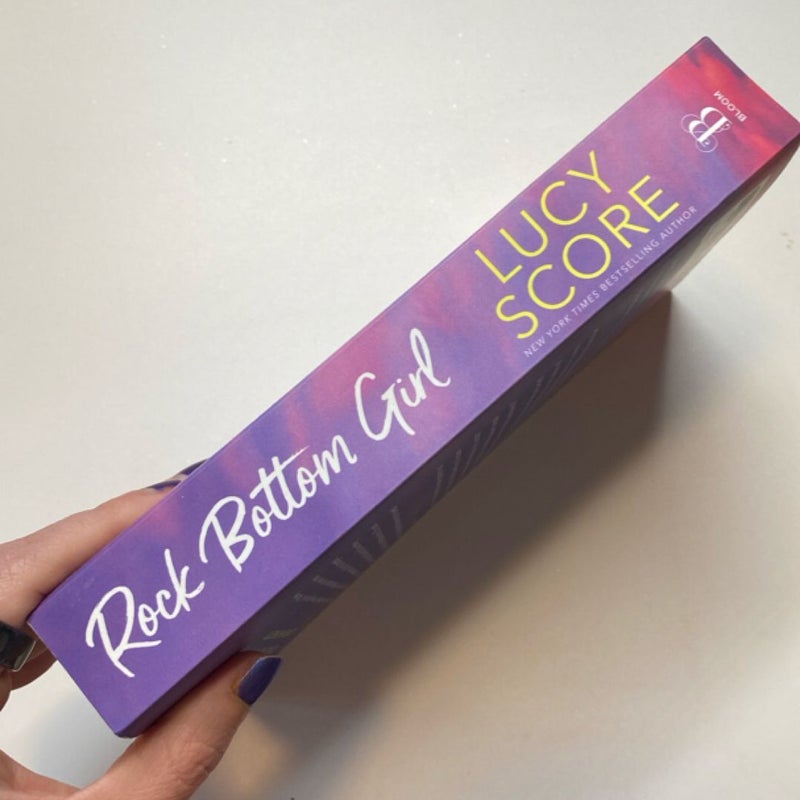 Rock Bottom Girl
LUCY
SCORE
NEW YORK TIMES BESTSELLING AUTHOR
B
BLOOM